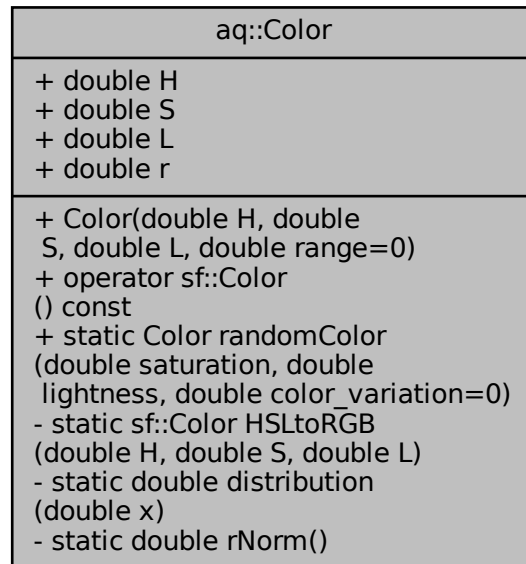 aq::Color
+ double H
+ double S
+ double L
+ double r
+ Color(double H, double
S, double L, double range=0)
+ operator sf::Color
() const
+ static Color randomColor
(double saturation, double
lightness, double color_variation=0)
- static sf::Color HSLtoRGB
(double H, double S, double L)
- static double distribution
(double x)
- static double rNorm()